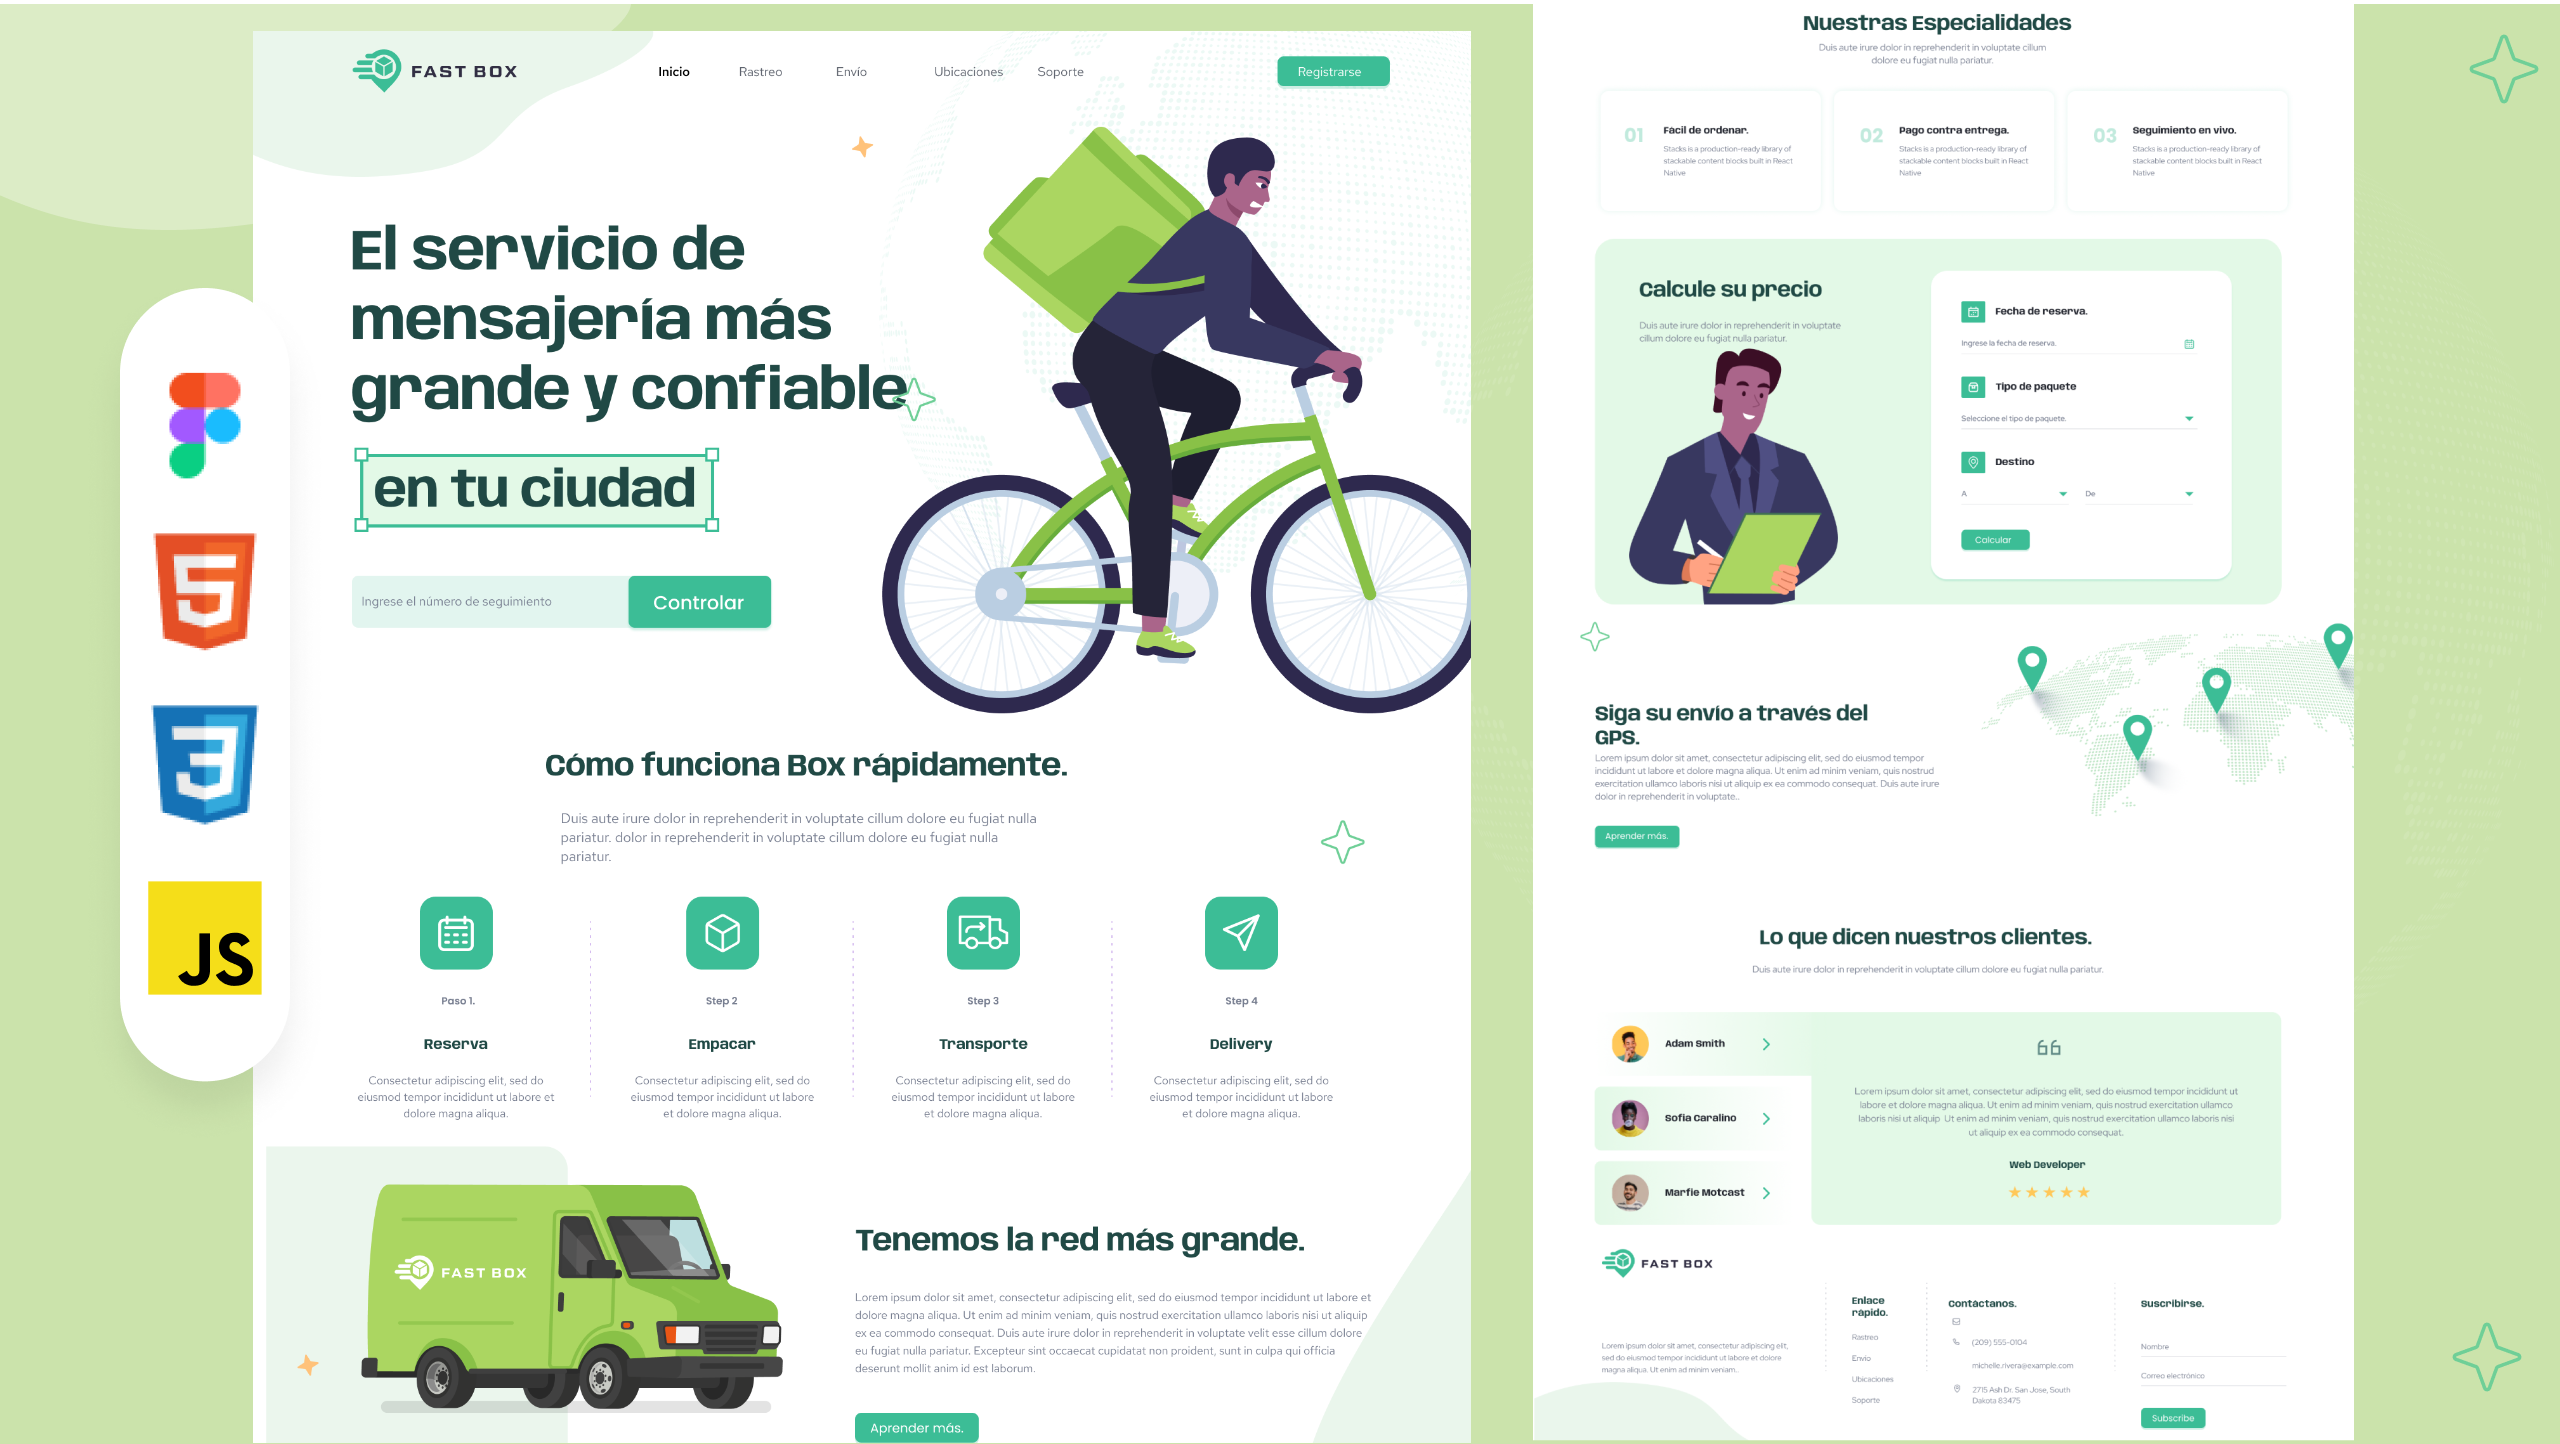 FAST BOX
Inicio
Rastreo
Envío
Ubicaciones
Soporte
Registrarse
El servicio de
mensajería más
grande y confiable
en tu ciudad
Ingrese el número de seguimiento
Controlar
JS
Cómo funciona Box rápidamente.
Duis aute irure dolor in reprehenderit in voluptate cillum dolore eu fugiat nulla
pariatur. dolor in reprehenderit in voluptate cillum dolore eu fugiat nulla
pariatur.
Paso 1.
Reserva
Consectetur adipiscing elit, sed do
eiusmod tempor incididunt ut labore et
dolore magna aliqua.
Step 2
Empacar
Consectetur adipiscing elit, sed do
eiusmod tempor incididunt ut labore
et dolore magna aliqua.
Step 3
Transporte
Consectetur adipiscing elit, sed do
eiusmod tempor incididunt ut labore
et dolore magna aliqua.
Step 4
Delivery
Consectetur adipiscing elit, sed do
eiusmod tempor incididunt ut labore
et dolore magna aliqua.
FAST BOX
Tenemos la red más grande.
Lorem ipsum dolor sit amet, consectetur adipiscing elit, sed do eiusmod tempor incididunt ut labore et
dolore magna aliqua. Ut enim ad minim veniam, quis nostrud exercitation ullamco laboris nisi ut aliquip
ex ea commodo consequat. Duis aute irure dolor in reprehenderit in voluptate velit esse cillum dolore
eu fugiat nulla pariatur. Excepteur sint occaecat cupidatat non proident, sunt in culpa qui officia
deserunt mollit anim id est laborum.
Aprender más.
Nuestras Especialidades
Duis aute irure dolor in reprehenderit in voluptate cillum
dolore eu fugiat nulla pariatur.
01
Fácil de ordenar.
Stacks is a production-ready library of
stackable content blocks built in React
Native
02
Pago contra entrega.
Stacks is a production-ready library of
stackable content blocks built in React
Native
03
Seguimiento en vivo.
Stacks is a production-ready library of
stackable content blocks built in React
Native
Calcule su precio
Duis aute irure dolor in reprehenderit in voluptate
cillum dolore eu fugiat nulla pariatur.
Fecha de reserva.
Ingrese la fecha de reserva.
Tipo de paquete
Seleccione el tipo de paquete.
Destino
A
De
Calcular
Siga su envío a través del
GPS.
Lorem ipsum dolor sit amet, consectetur adipiscing elit, sed do eiusmod tempor
incididunt ut labore et dolore magna aliqua. Ut enim ad minim veniam, quis nostrud
exercitation ullamco laboris nisi ut aliquip ex ea commodo consequat. Duis aute irure
dolor in reprehenderit in voluptate..
Aprender más.
Lo que dicen nuestros clientes.
Duis aute irure dolor in reprehenderit in voluptate cillum dolore eu fugiat nulla pariatur.
Adam Smith
Sofia Caralino
Marfie Motcast
Lorem ipsum dolor sit amet, consectetur adipiscing elit, sed do eiusmod tempor incididunt ut
labore et dolore magna aliqua. Ut enim ad minim veniam, quis nostrud exercitation ullamco
laboris nisi ut aliquip Ut enim ad minim veniam, quis nostrud exercitation ullamco laboris nisi
ut aliquip ex ea commodo consequat.
Web Developer
FAST BOX
Lorem ipsum dolor sit amet, consectetur adipiscing elit,
sed do eiusmod tempor incididunt ut labore et dolore
magna aliqua. Ut enim ad minim veniam.
Enlace
rápido.
Rastreo
Envío
Ubicaciones
Soporte
Contáctanos.
(209) 555-0104
michelle.rivera@example.com
2715 Ash Dr. San Jose, South
Dakota 83475
Suscribirse.
Nombre
Correo electrónico
Subscribe